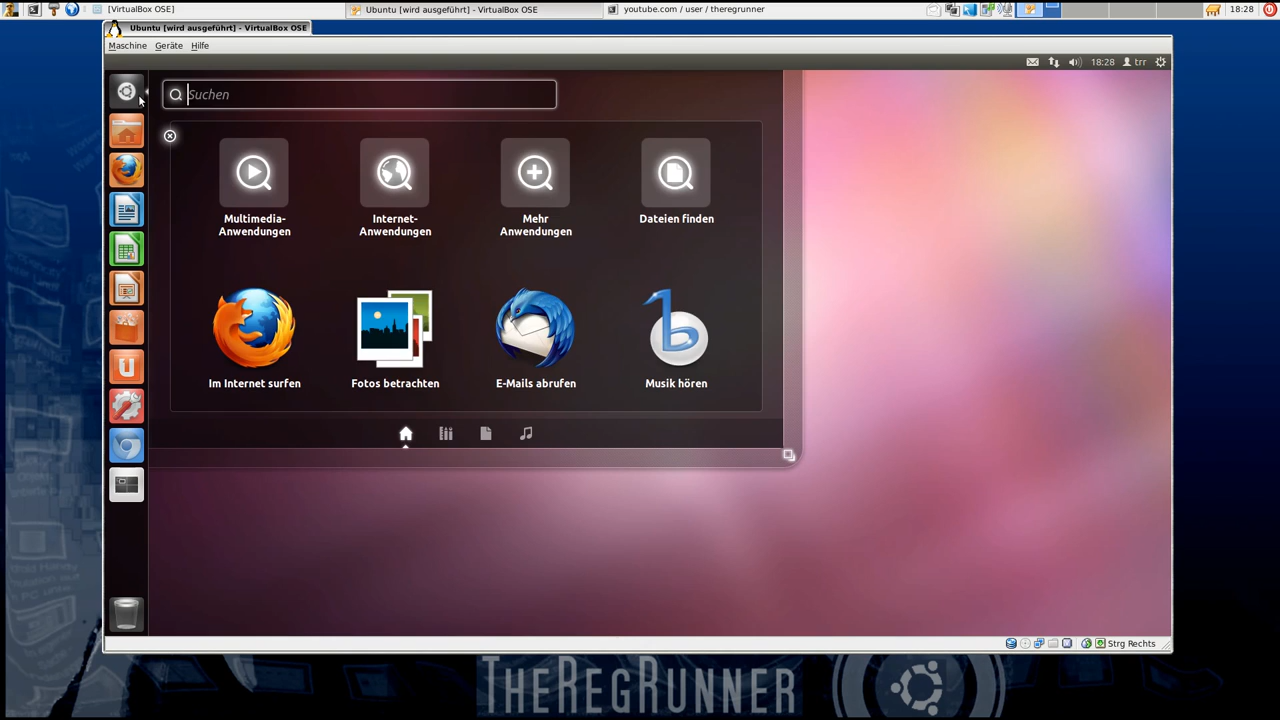 [VirtualBox OSE]
Ubuntu [wird ausgeführt] - VirtualBox OSE
youtube.com / user / theregrunner
18:28
Ubuntu [wird ausgeführt] - VirtualBox OSE
Maschine Geräte Hilfe
18:28 trr
Suchen
Multimedia-
Anwendungen
Internet-
Anwendungen
Mehr
Anwendungen
Dateien finden
Im Internet surfen
Fotos betrachten
E-Mails abrufen
Musik hören
Strg Rechts
THEREGRUNNER